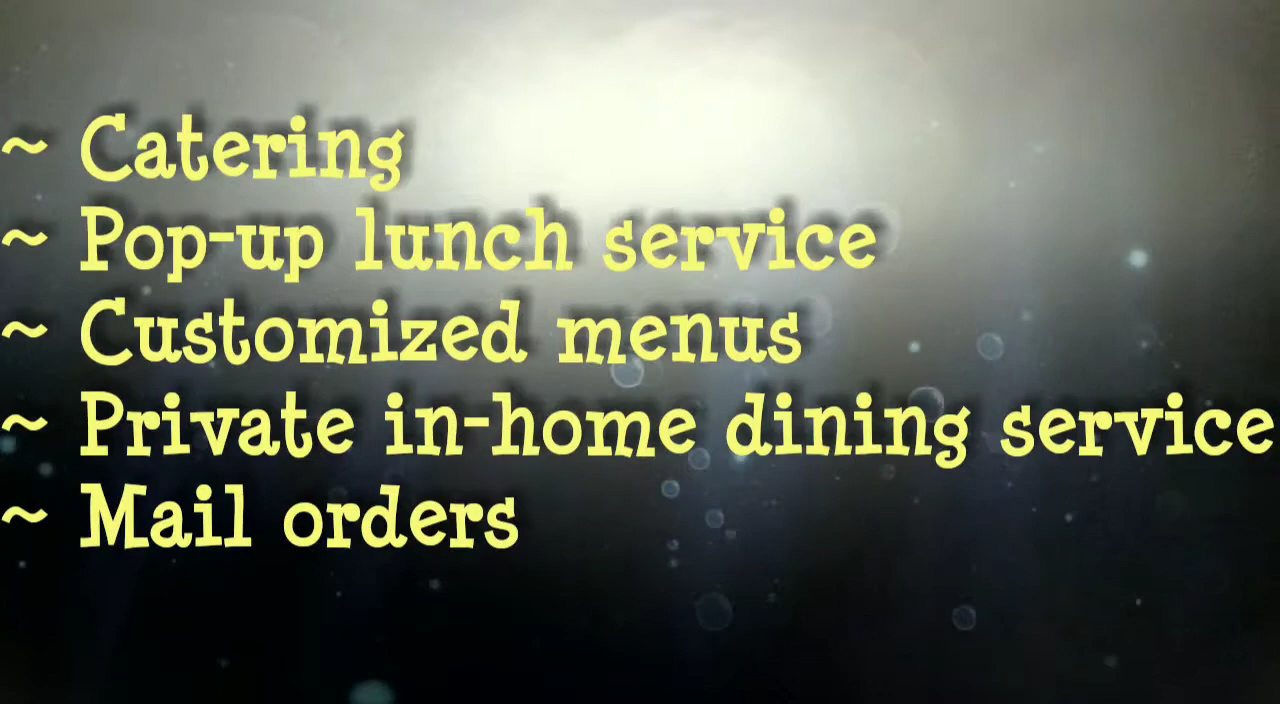 ~ Catering
~ Pop-up lunch service
~ Customized menus
~ Private in-home dining service
~ Mail orders